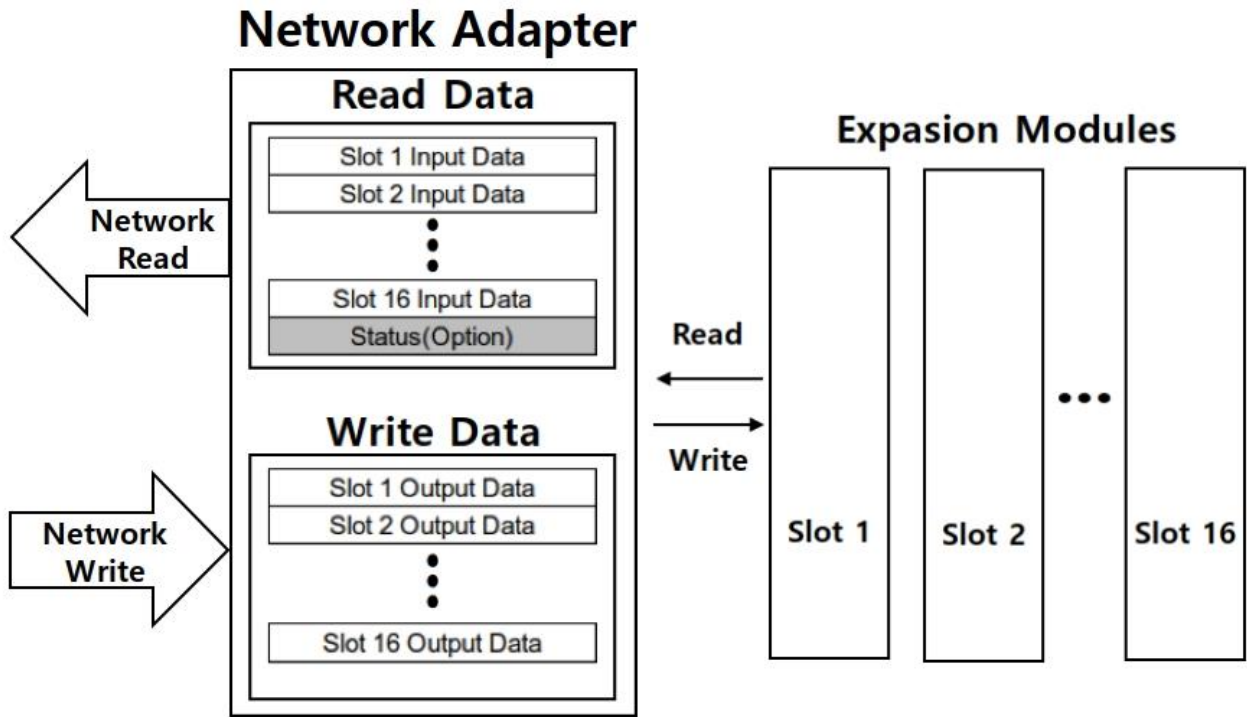 Network Adapter
Read Data
Slot 1 Input Data
Slot 2 Input Data
Slot 16 Input Data
Status(Option)
Network
Read
Write Data
Slot 1 Output Data
Slot 2 Output Data
Slot 16 Output Data
Network
Write
Read
Write
Expasion Modules
Slot 1
Slot 2
Slot 16